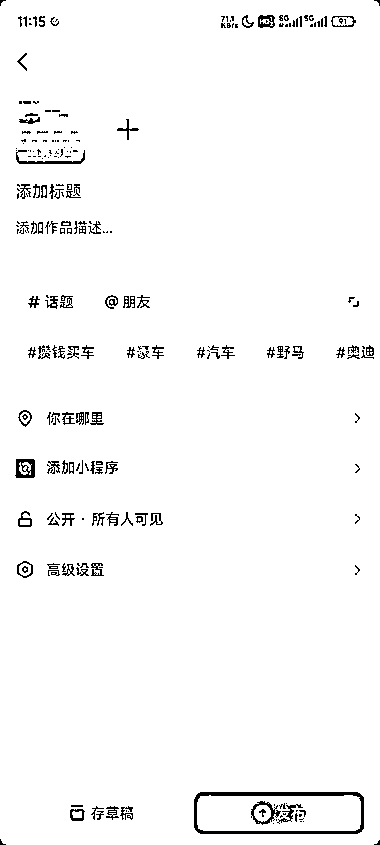 11:15
91
添加标题
添加作品描述...
# 话题 @ 朋友
#攒钱买车 #豪车 #汽车 #野马 #奥迪
你在哪里
添加小程序
公开 · 所有人可见
高级设置
存草稿 发布